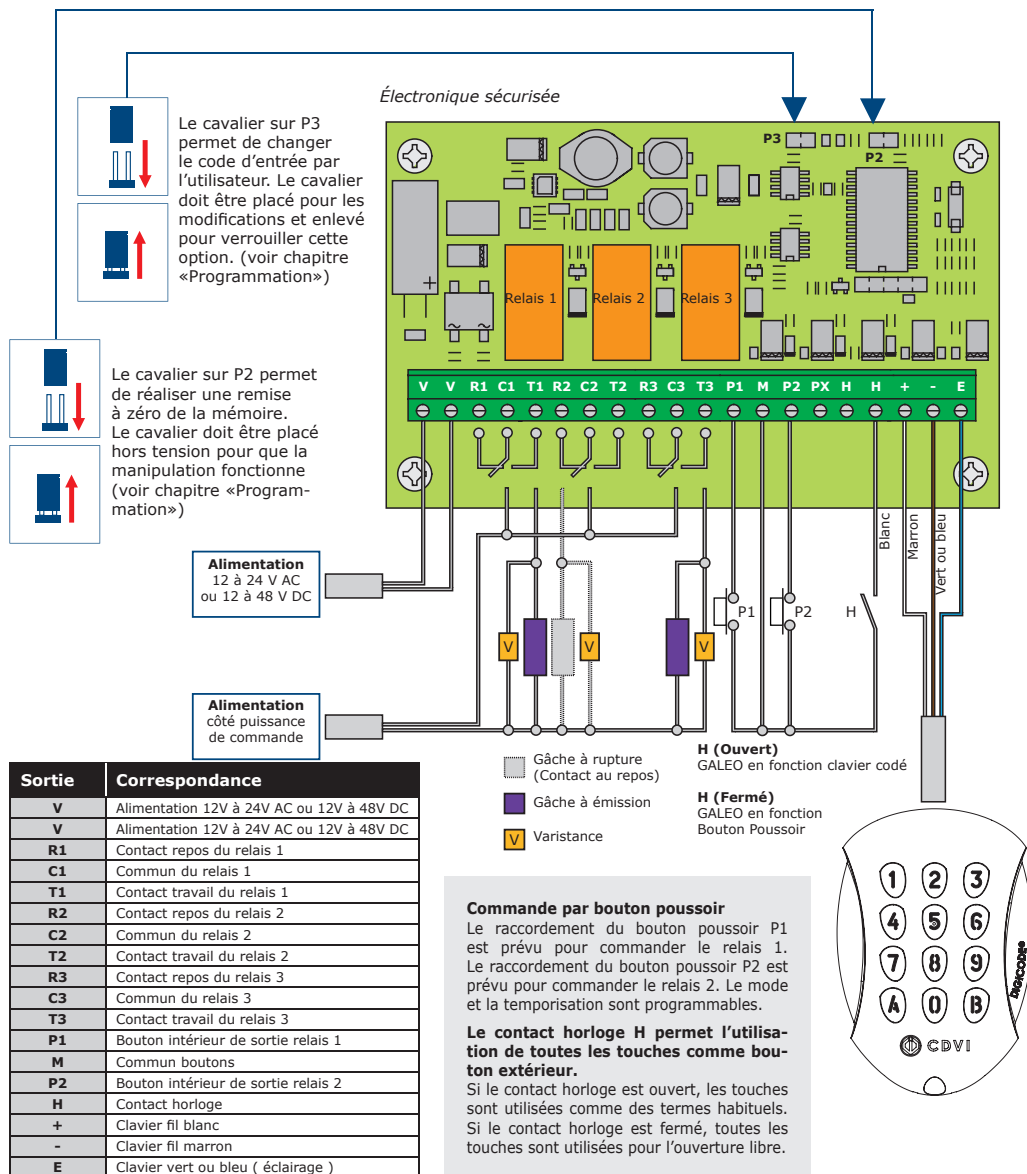 Électronique sécurisée
Le cavalier sur P3
permet de changer
le code d'entrée par
l'utilisateur. Le cavalier
doit être placé pour les
modifications et enlevé
pour verrouiller cette
option. (voir chapitre
«Programmation»)
P3
P2
+
Relais 1
Relais 2
Relais 3
~ ~
Le cavalier sur P2 permet
de réaliser une remise
à zéro de la mémoire.
Le cavalier doit être placé
hors tension pour que la
manipulation fonctionne
(voir chapitre «Program-
mation»)
V V R1 C1 T1 R2 C2 T2 R3 C3 T3 P1 M P2 PX H H + - E
Alimentation
12 à 24 V AC
ou 12 à 48 V DC
Blanc
Marron
Vert ou bleu
P1
P2
H
V
V
V
Alimentation
côté puissance
de commande
Gâche à rupture
(Contact au repos)
Gâche à émission
V Varistance
H (Ouvert)
GALEO en fonction clavier codé
H (Fermé)
GALEO en fonction
Bouton Poussoir
Sortie Correspondance
V Alimentation 12V à 24V AC ou 12V à 48V DC
V Alimentation 12V à 24V AC ou 12V à 48V DC
R1 Contact repos du relais 1
C1 Commun du relais 1
T1 Contact travail du relais 1
R2 Contact repos du relais 2
C2 Commun du relais 2
T2 Contact travail du relais 2
R3 Contact repos du relais 3
C3 Commun du relais 3
T3 Contact travail du relais 3
P1 Bouton intérieur de sortie relais 1
M Commun boutons
P2 Bouton intérieur de sortie relais 2
H Contact horloge
+ Clavier fil blanc
- Clavier fil marron
E Clavier vert ou bleu ( éclairage )
Commande par bouton poussoir
Le raccordement du bouton poussoir P1
est prévu pour commander le relais 1.
Le raccordement du bouton poussoir P2 est
prévu pour commander le relais 2. Le mode
et la temporisation sont programmables.
Le contact horloge H permet l'utilisa-
tion de toutes les touches comme bou-
ton extérieur.
Si le contact horloge est ouvert, les touches
sont utilisées comme des termes habituels.
Si le contact horloge est fermé, toutes les
touches sont utilisées pour l'ouverture libre.
1 2 3
4 5 6
7 8 9
A 0 B
DIGICODE®
CDVI